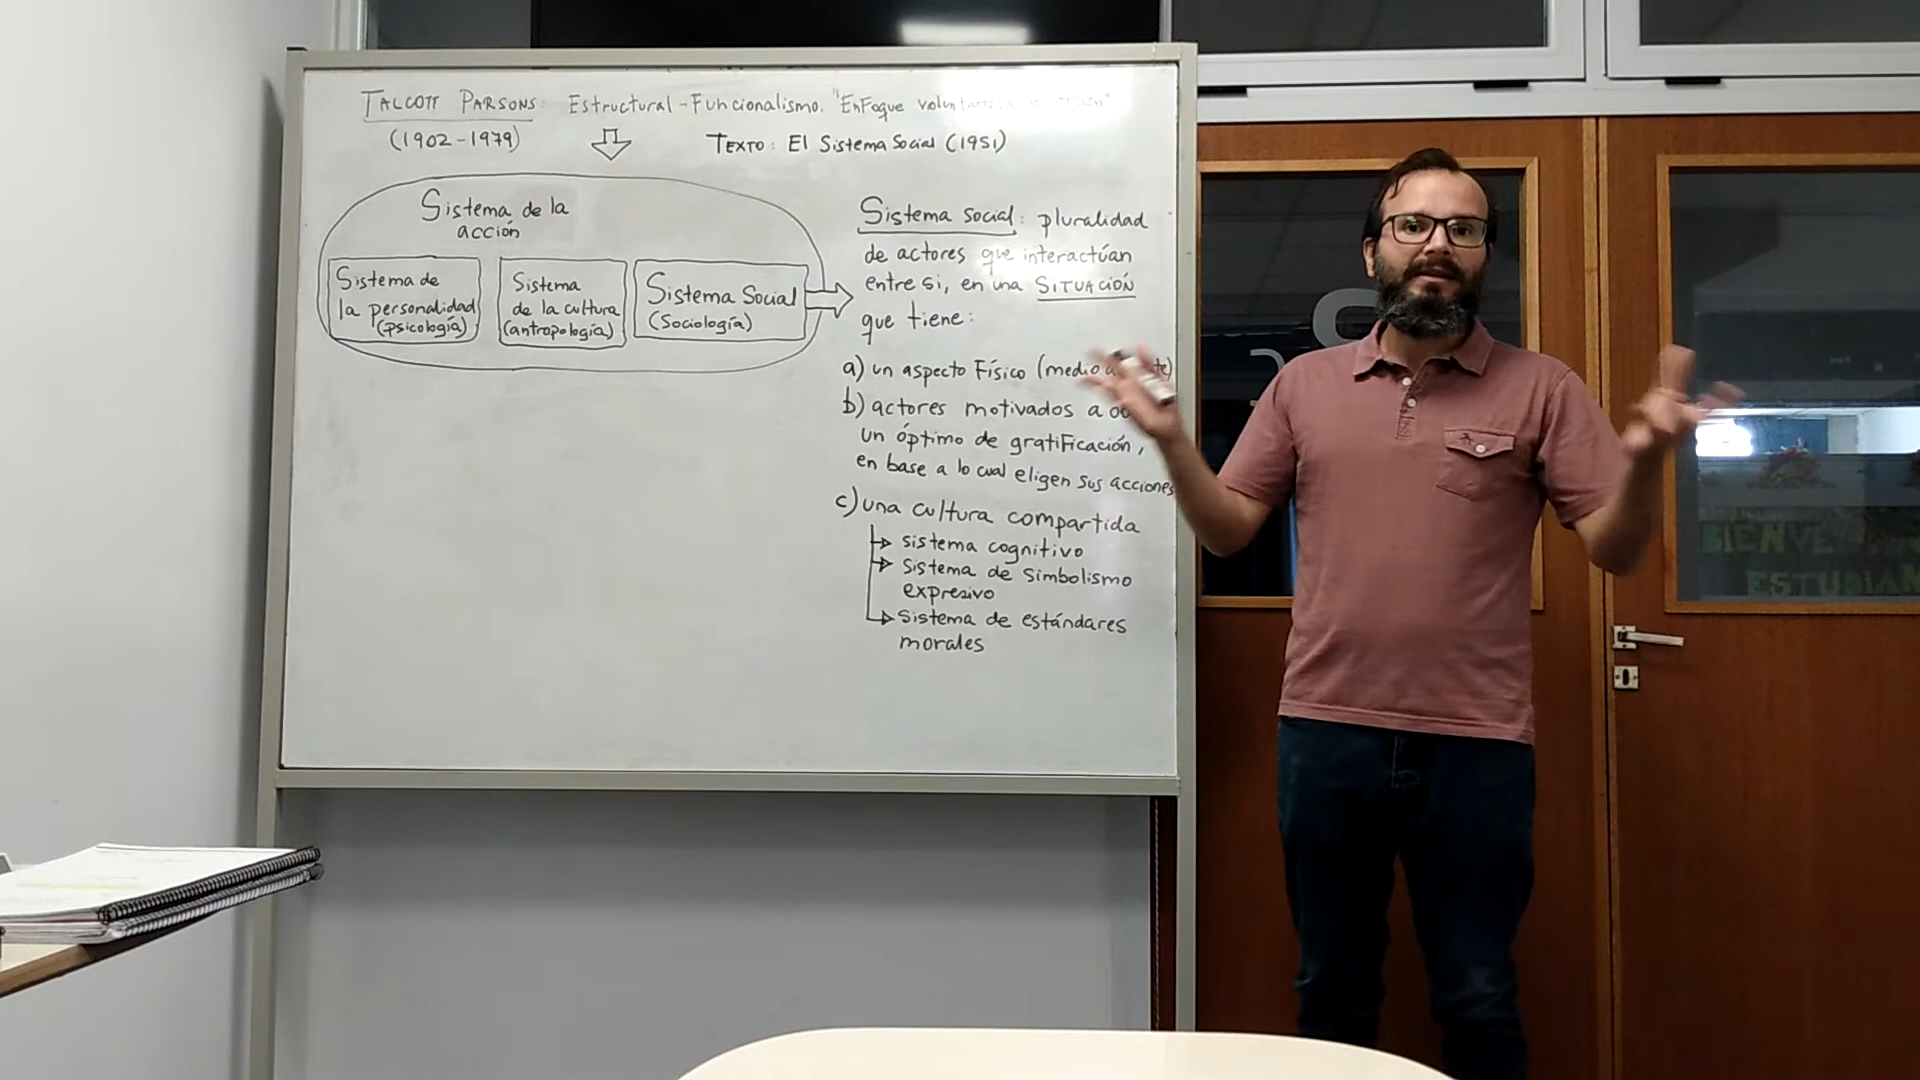 TALCOTT PARSONS: Estructural-Funcionalismo. "EnFoque
(1902-1979)
TEXTO: El Sistema Social (1951)
Sistema de la
acción
Sistema de
la personalidad
(psicología)
Sistema
de la cultura
(antropología)
Sistema Social
(Sociología)
Sistema social: pluralidad
de actores que interactúan
entre si, en una SITUACIÓN
que tiene:
a) un aspecto Físico (medio
b) actores motivados a
un óptimo de gratiFicación,
en base a lo cual eligen sus acciones
c) una cultura compartida
sistema cognitivo
Sistema de simbolismo
expresivo
Sistema de estándares
morales